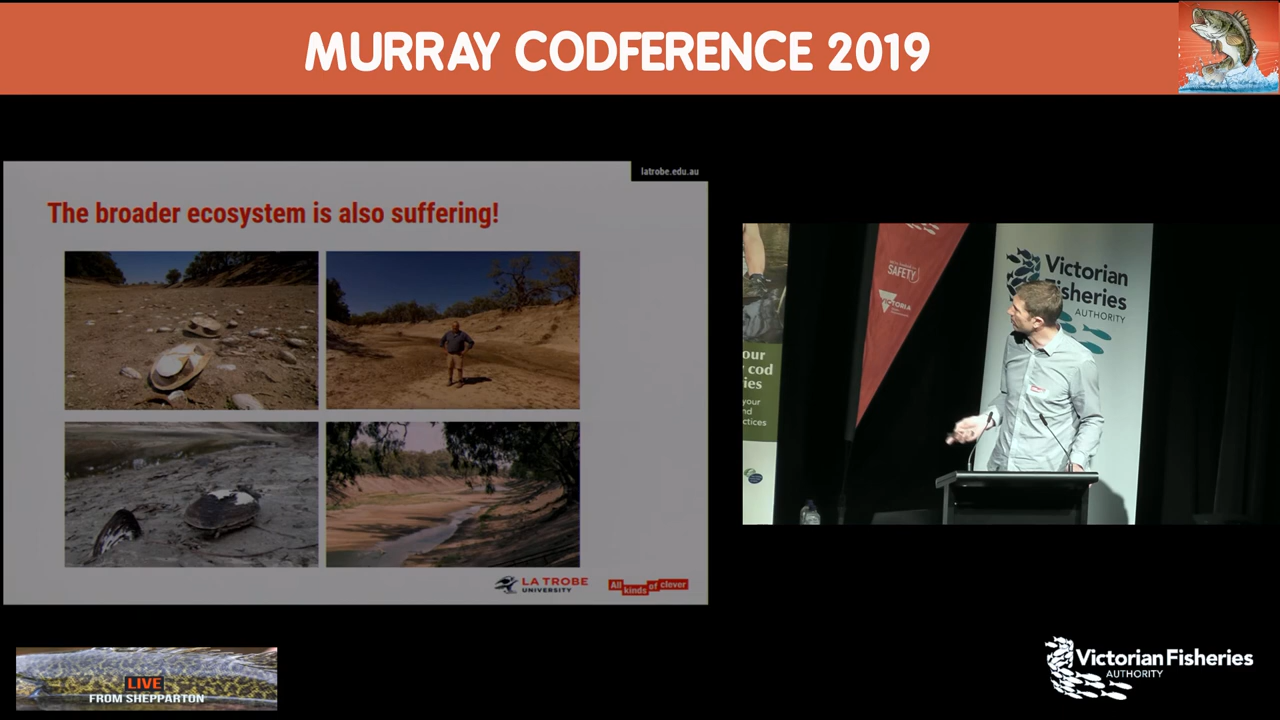 MURRAY CODFERENCE 2019
latrobe.edu.au
The broader ecosystem is also suffering!
LA TROBE
UNIVERSITY
All kinds of clever
SAFETY
VICTORIA
Victorian
Fisheries
AUTHORITY
our
cod
ies
your
nd
ctices
LIVE
FROM SHEPPARTON
Victorian Fisheries
AUTHORITY